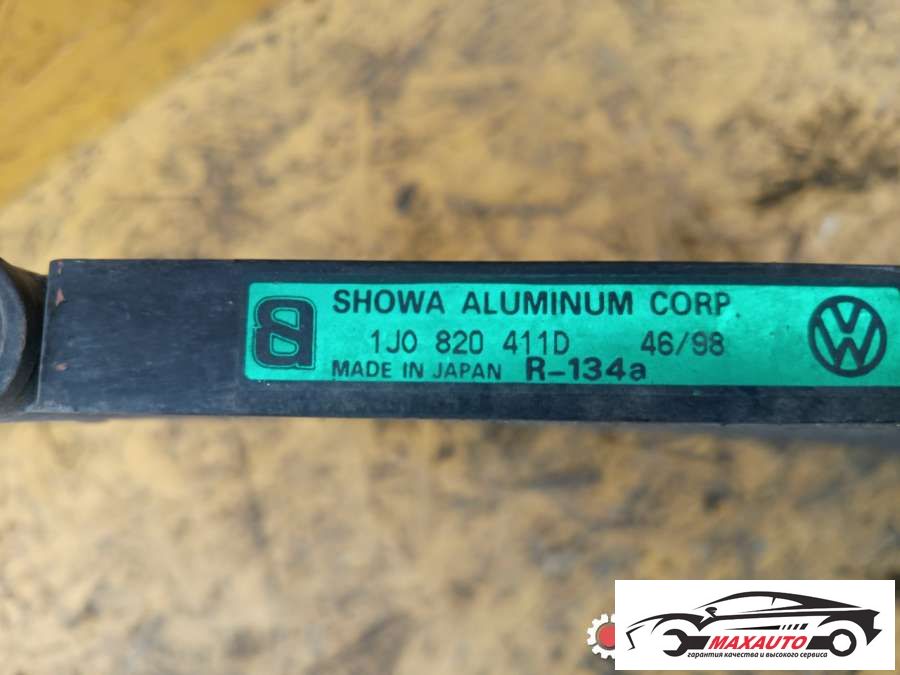 SHOWA ALUMINUM CORP
1J0 820 411D 46/98
MADE IN JAPAN R-134a
MAXAUTO
гарантия качества и высокого сервиса